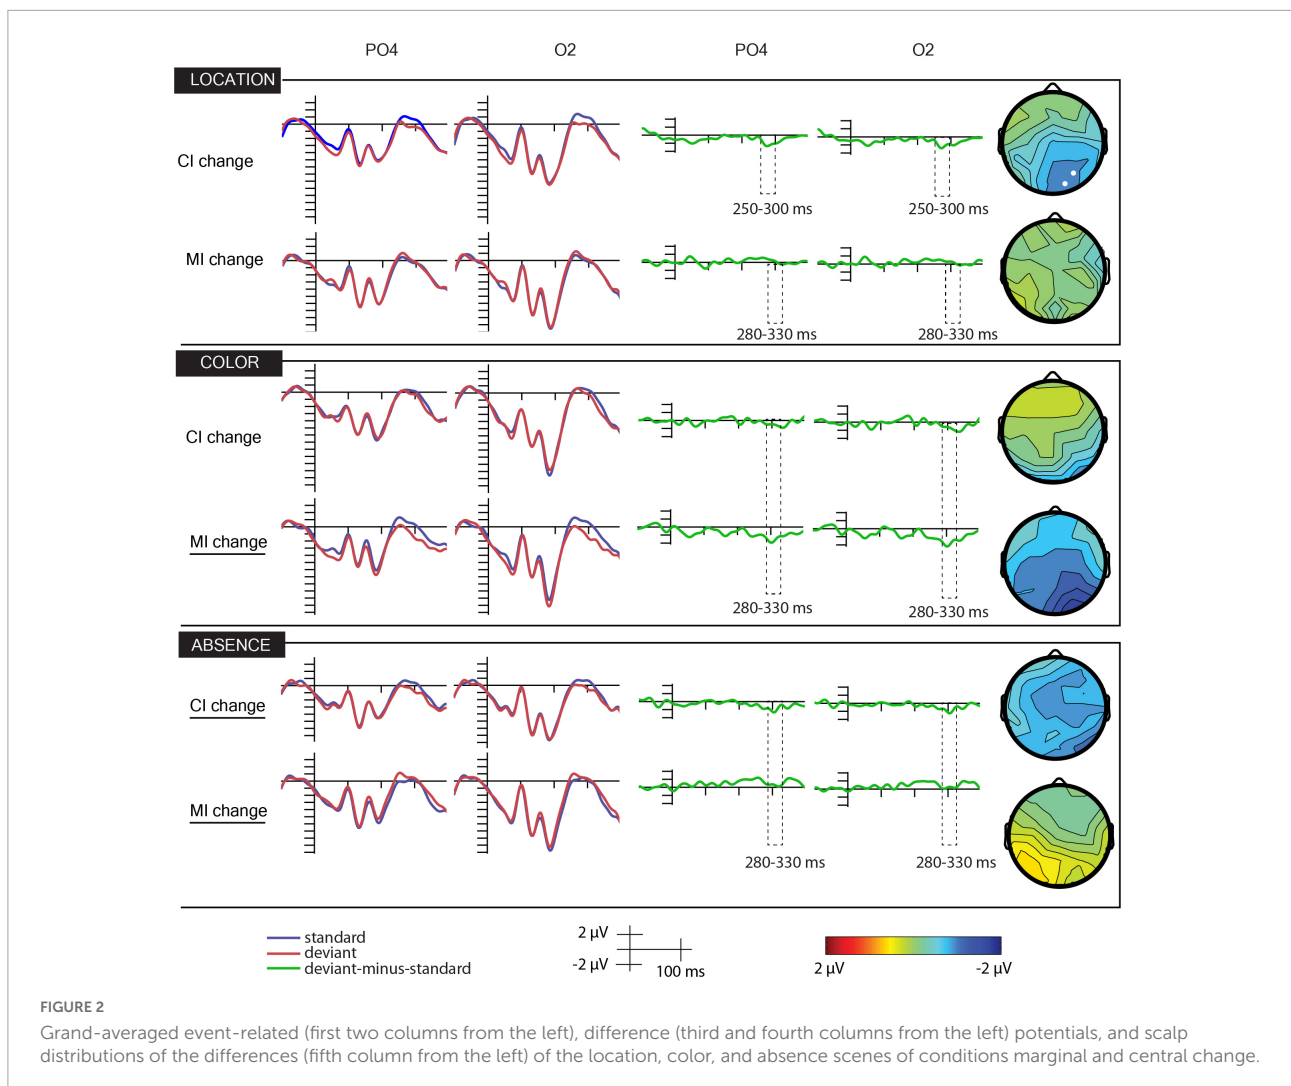 PO4 O2 PO4 O2
LOCATION
CI change
250-300 ms 250-300 ms
MI change
280-330 ms 280-330 ms
COLOR
CI change
MI change
280-330 ms 280-330 ms
ABSENCE
CI change
MI change
280-330 ms 280-330 ms
standard
deviant
deviant-minus-standard
2 µV
-2 µV
100 ms
2 µV -2 µV
FIGURE 2
Grand-averaged event-related (first two columns from the left), difference (third and fourth columns from the left) potentials, and scalp
distributions of the differences (fifth column from the left) of the location, color, and absence scenes of conditions marginal and central change.